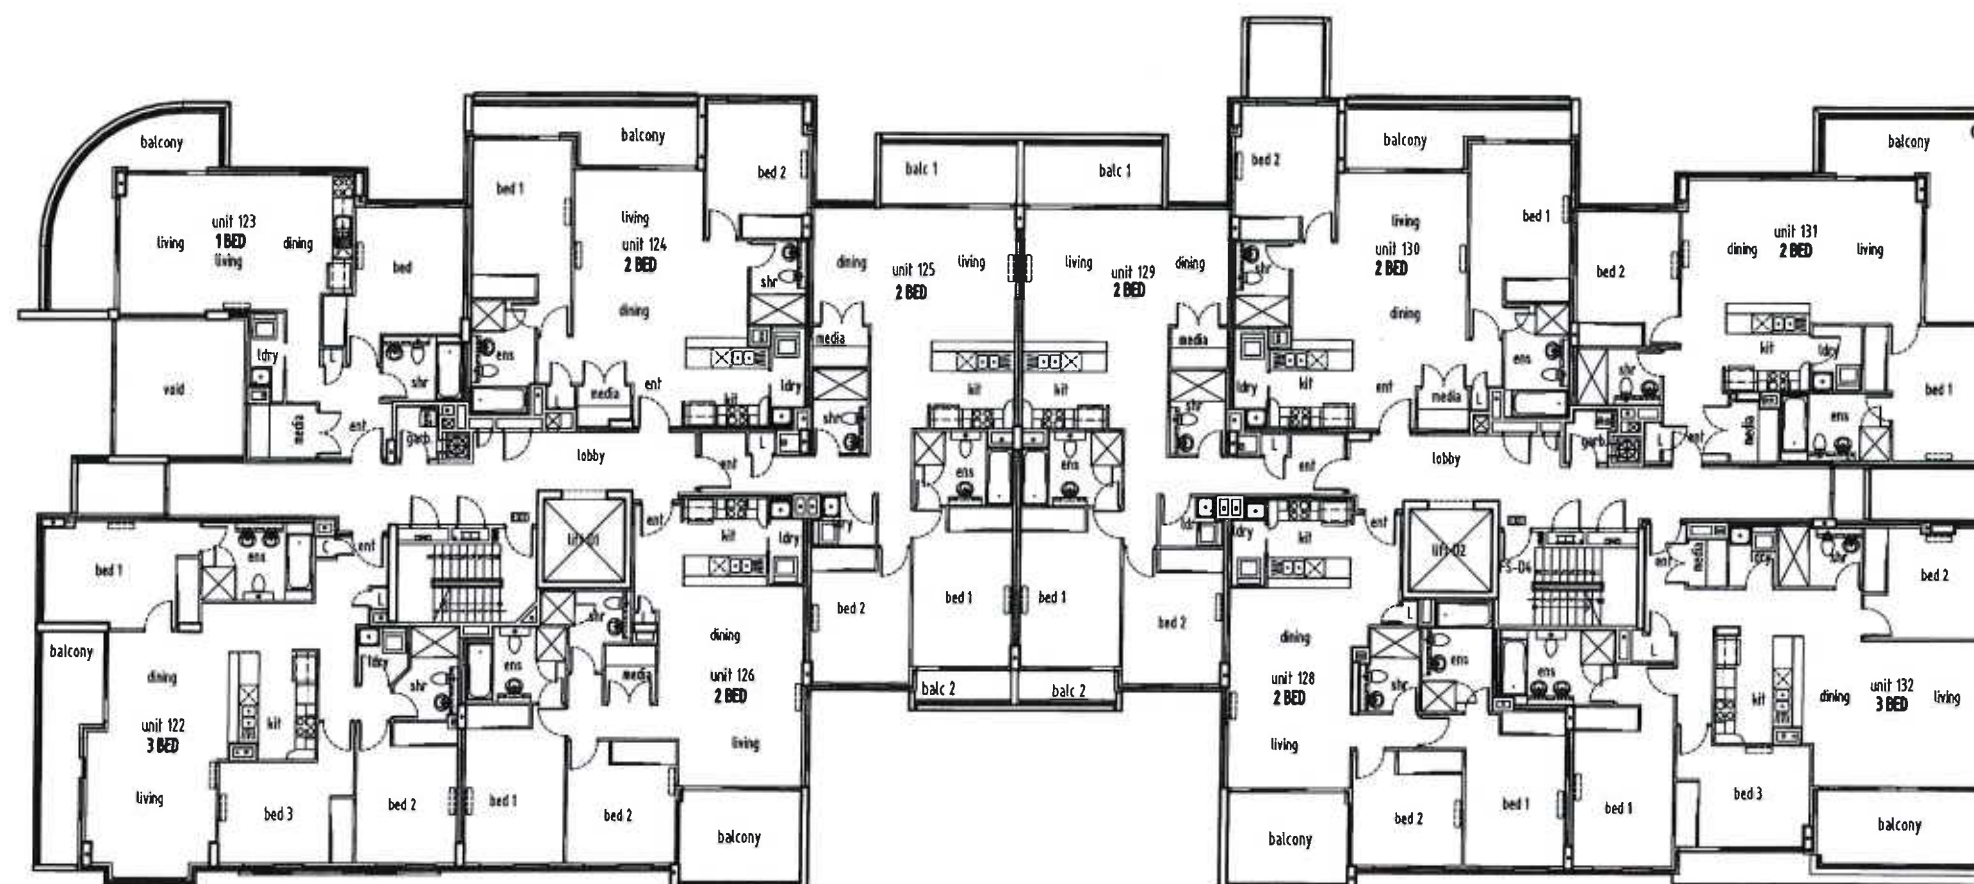 balcony
living
unit 123
1 BED
living
dining
bed
ldry
L
shr
void
media
ent
garb.
balcony
bed 1
bed 2
living
unit 124
2 BED
dining
shr
ens
L
media
ent
kit
ldry
balc 1
dining
living
unit 125
2 BED
media
kit
shr
L
ent
ens
bed 2
bed 1
balc 2
balc 1
living
unit 129
2 BED
dining
media
kit
shr
L
ent
ens
ldry
bed 1
bed 2
balc 2
bed 2
balcony
bed 1
living
unit 130
2 BED
dining
shr
ldry
kit
ent
media
L
ens
balcony
bed 2
dining
unit 131
2 BED
living
kit
ldry
shr
bed 1
ens
media
ent
L
garb.
lobby
lobby
bed 1
ens
ent
L
balcony
dining
unit 122
3 BED
living
kit
ldry
shr
bed 3
bed 2
lift-01
ent
kit
ldry
shr
ens
media
dining
unit 126
2 BED
living
bed 1
bed 2
balcony
ldry
kit
ent
lift-02
FS-04
L
dining
unit 128
2 BED
living
shr
ens
bed 2
bed 1
balcony
ent
media
shr
bed 2
ens
L
kit
dining
unit 132
3 BED
living
bed 1
bed 3
balcony